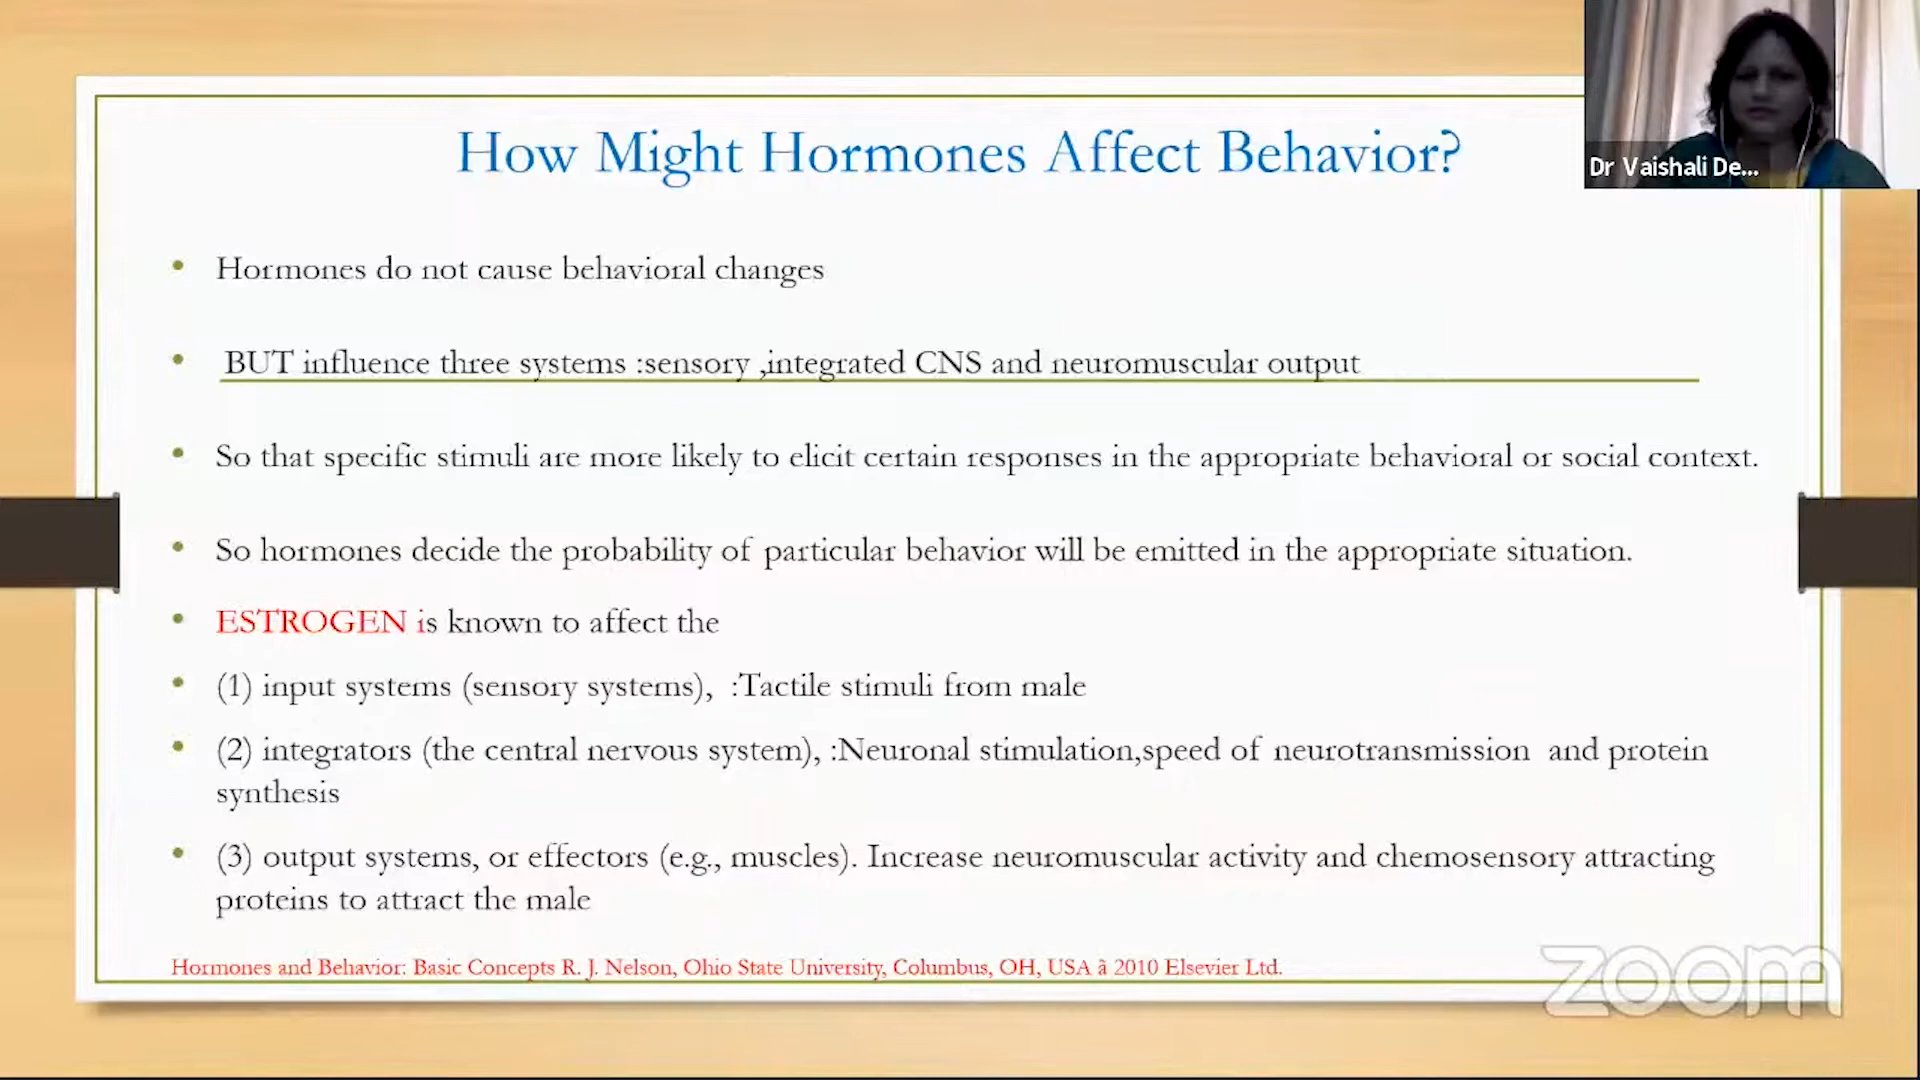 How Might Hormones Affect Behavior?
Dr Vaishali De...
• Hormones do not cause behavioral changes
• BUT influence three systems :sensory ,integrated CNS and neuromuscular output
• So that specific stimuli are more likely to elicit certain responses in the appropriate behavioral or social context.
• So hormones decide the probability of particular behavior will be emitted in the appropriate situation.
• ESTROGEN is known to affect the
• (1) input systems (sensory systems), :Tactile stimuli from male
• (2) integrators (the central nervous system), :Neuronal stimulation,speed of neurotransmission and protein
synthesis
• (3) output systems, or effectors (e.g., muscles). Increase neuromuscular activity and chemosensory attracting
proteins to attract the male
Hormones and Behavior: Basic Concepts R. J. Nelson, Ohio State University, Columbus, OH, USA ã 2010 Elsevier Ltd.
zoom